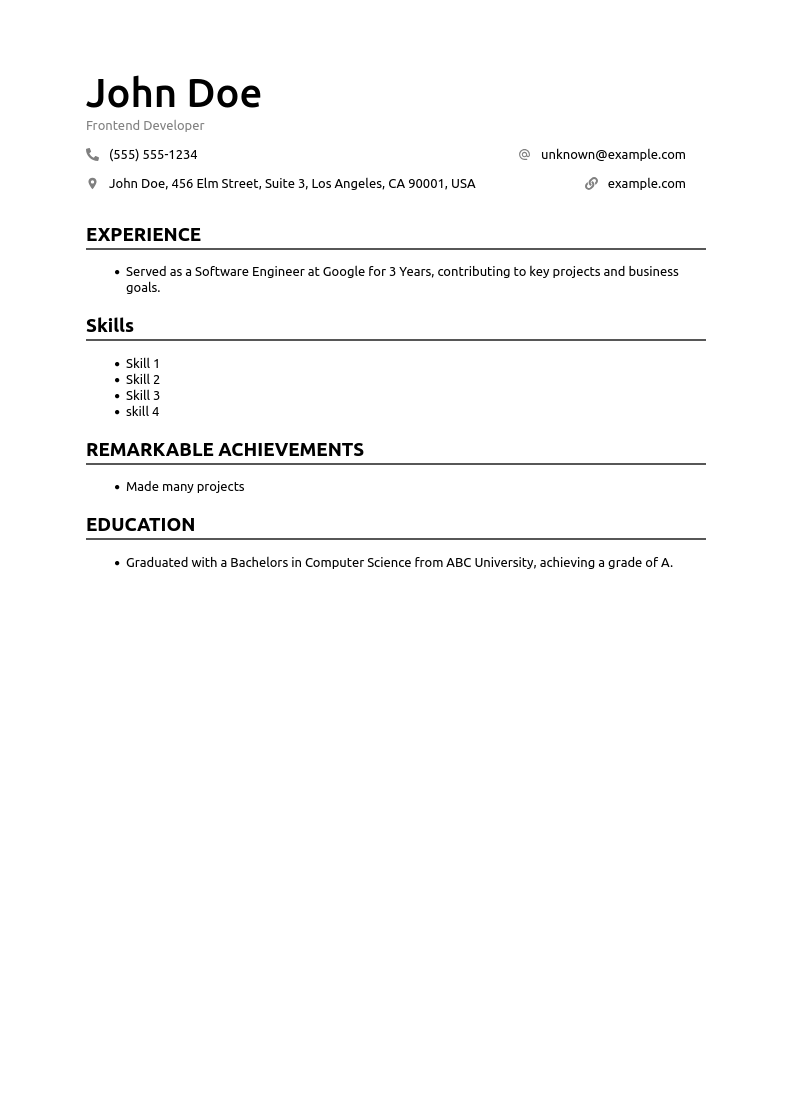 John Doe
Frontend Developer
(555) 555-1234
unknown@example.com
John Doe, 456 Elm Street, Suite 3, Los Angeles, CA 90001, USA
example.com
EXPERIENCE
• Served as a Software Engineer at Google for 3 Years, contributing to key projects and business
goals.
Skills
• Skill 1
• Skill 2
• Skill 3
• skill 4
REMARKABLE ACHIEVEMENTS
• Made many projects
EDUCATION
• Graduated with a Bachelors in Computer Science from ABC University, achieving a grade of A.